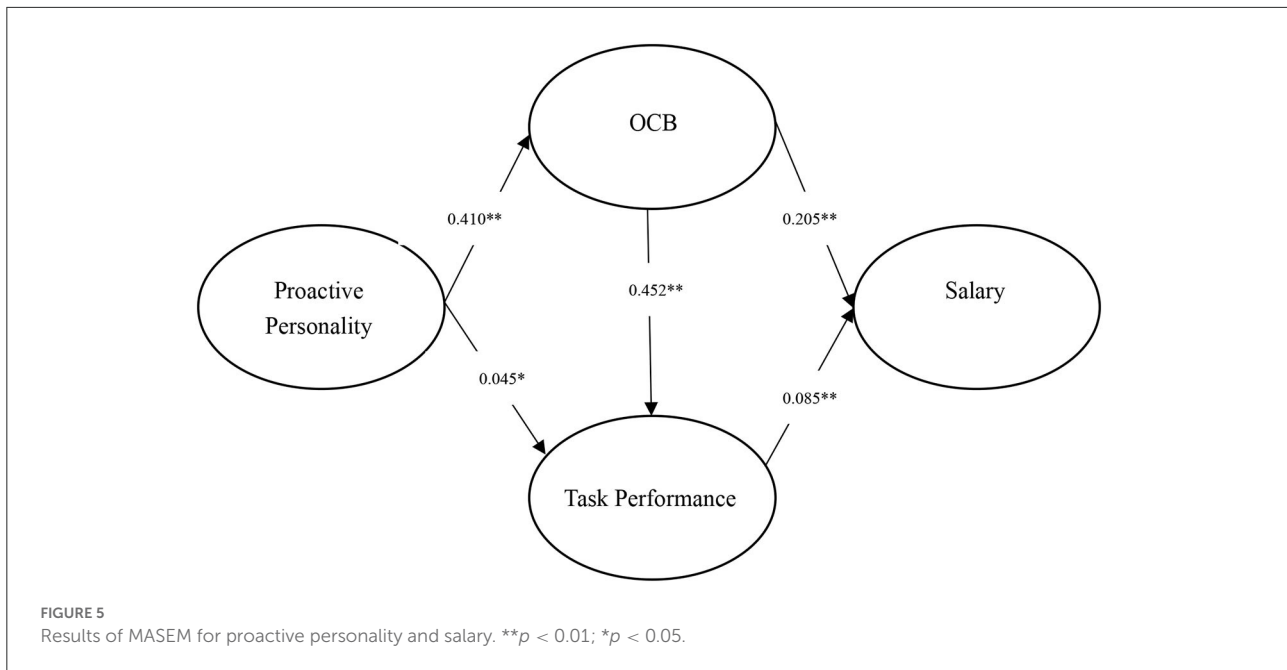 OCB
0.410**
0.205**
Proactive
Personality
0.452**
Salary
0.045*
0.085**
Task Performance
FIGURE 5
Results of MASEM for proactive personality and salary. **p < 0.01; *p < 0.05.